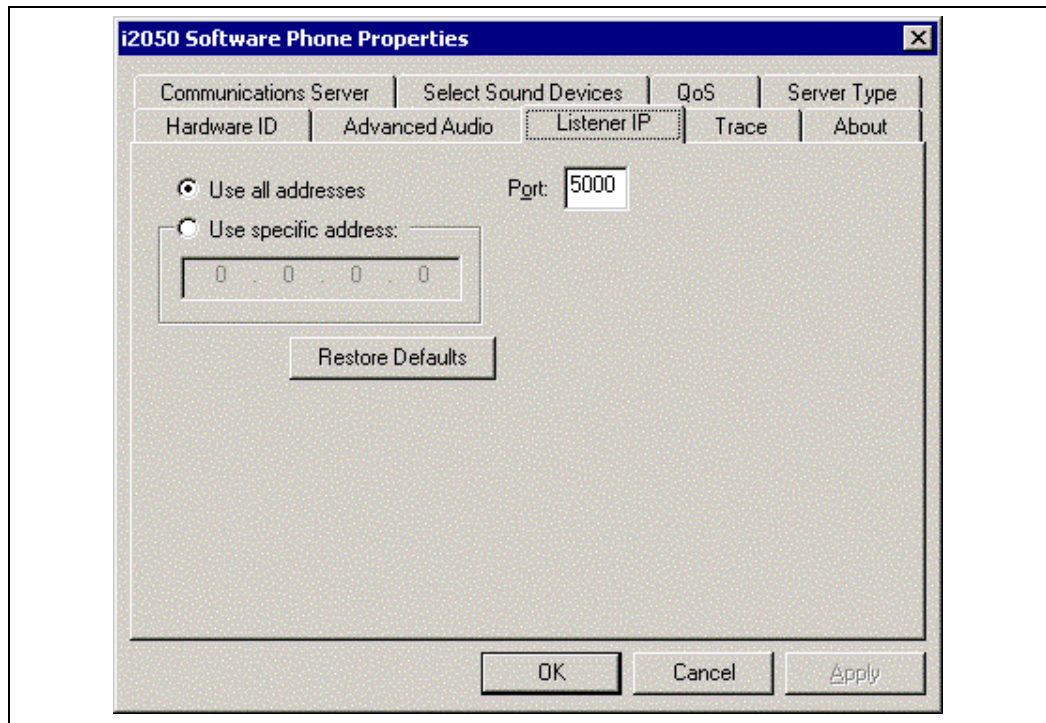 i2050 Software Phone Properties
Communications Server Select Sound Devices QoS Server Type
Hardware ID Advanced Audio Listener IP Trace About
Use all addresses Port: 5000
Use specific address:
0 . 0 . 0 . 0
Restore Defaults
OK Cancel Apply